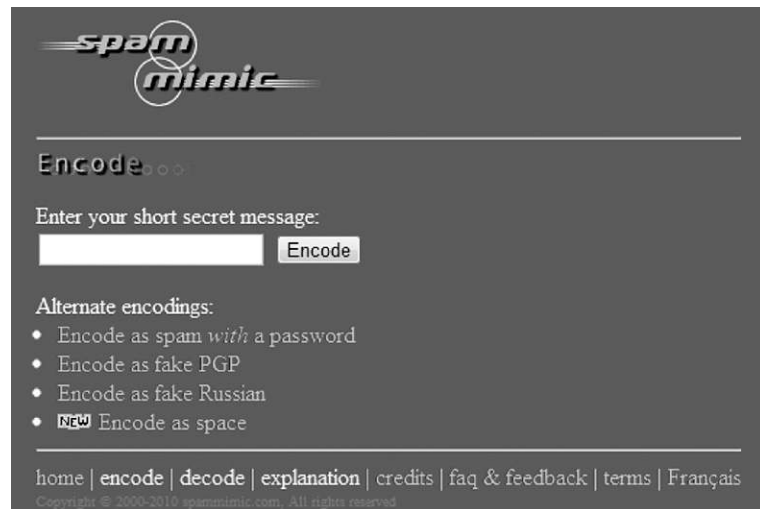 spam
mimic
Encode...
Enter your short secret message:
Encode
Alternate encodings:
Encode as spam with a password
Encode as fake PGP
Encode as fake Russian
NEW Encode as space
home | encode | decode | explanation | credits | faq & feedback | terms | Français
Copyright © 2000-2010 spammimic.com, All rights reserved